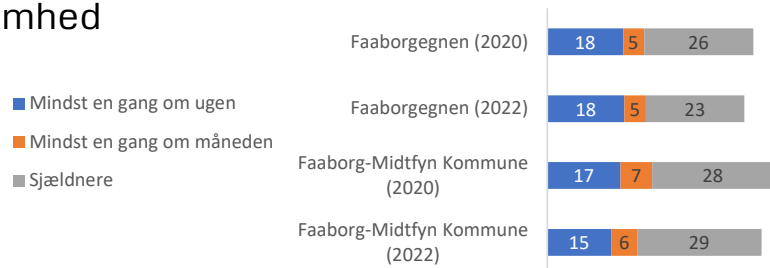 mhed
Mindst en gang om ugen
Mindst en gang om måneden
Sjældnere
Faaborgegnen (2020)
18 5 26
Faaborgegnen (2022)
18 5 23
Faaborg-Midtfyn Kommune
(2020)
17 7 28
Faaborg-Midtfyn Kommune
(2022)
15 6 29